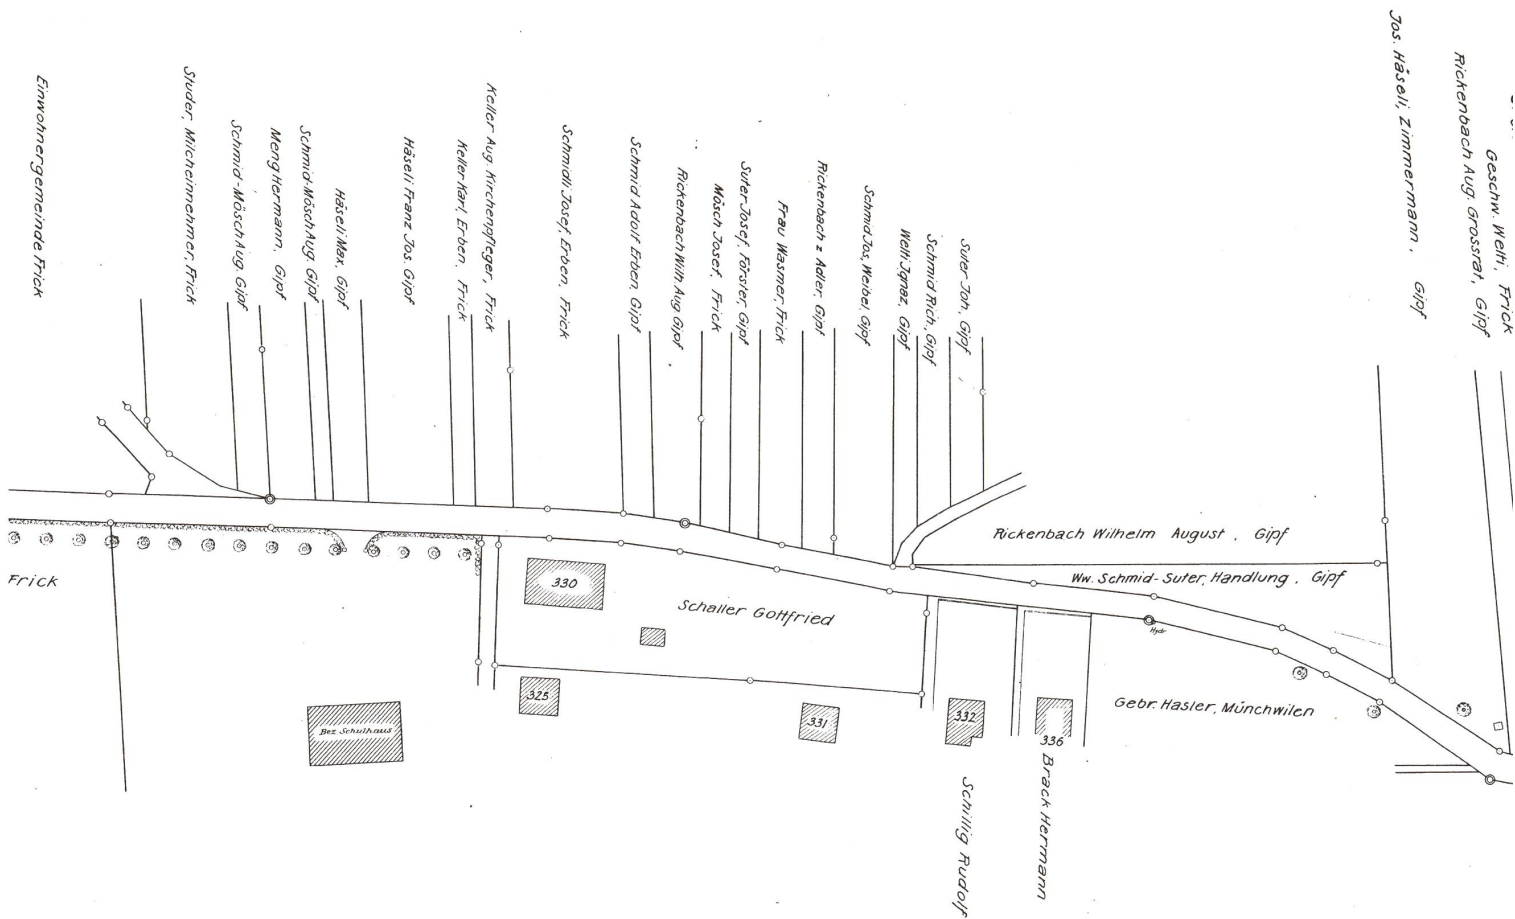 Einwohnergemeinde Frick
Studer, Milcheinnehmer, Frick
Schmid-Mösch Aug. Gipf
Meng Hermann, Gipf
Schmid-Mösch Aug. Gipf
Häseli Max, Gipf
Häseli Franz Jos. Gipf
Keller Karl, Erben, Frick
Keller Aug. Kirchenpfleger, Frick
Schmidli Josef, Erben, Frick
Schmid Adolf Erben, Gipf
Rickenbach Wilh. Aug. Gipf
Mösch Josef, Frick
Suter Josef, Förster, Gipf
Frau Wasmer, Frick
Rickenbach z Adler, Gipf
Schmid Jos, Weibel, Gipf
Welti Ignaz, Gipf
Schmid Rich, Gipf
Suter Joh, Gipf
Jos. Häseli, Zimmermann, Gipf
Rickenbach Aug. Grossrat, Gipf
Geschw. Welti, Frick
Rickenbach Wilhelm August, Gipf
Ww. Schmid-Suter, Handlung, Gipf
Frick
330
Schaller Gottfried
Hydr
325
331
332
336
Bez Schulhaus
Gebr. Hasler, Münchwilen
Schillig Rudolf
Brack Hermann